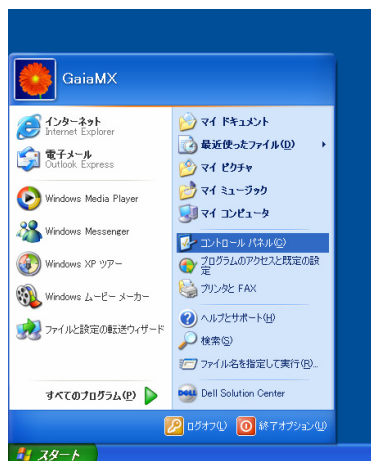 GaiaMX
インターネット
Internet Explorer
電子メール
Outlook Express
Windows Media Player
Windows Messenger
Windows XP ツアー
Windows ムービー メーカー
ファイルと設定の転送ウィザード
すべてのプログラム(P)
マイ ドキュメント
最近使ったファイル(D)
マイ ピクチャ
マイ ミュージック
マイ コンピュータ
コントロール パネル(C)
プログラムのアクセスと既定の設
定
プリンタと FAX
ヘルプとサポート(H)
検索(S)
ファイル名を指定して実行(R)...
DELL
Dell Solution Center
ログオフ(L)
終了オプション(U)
スタート